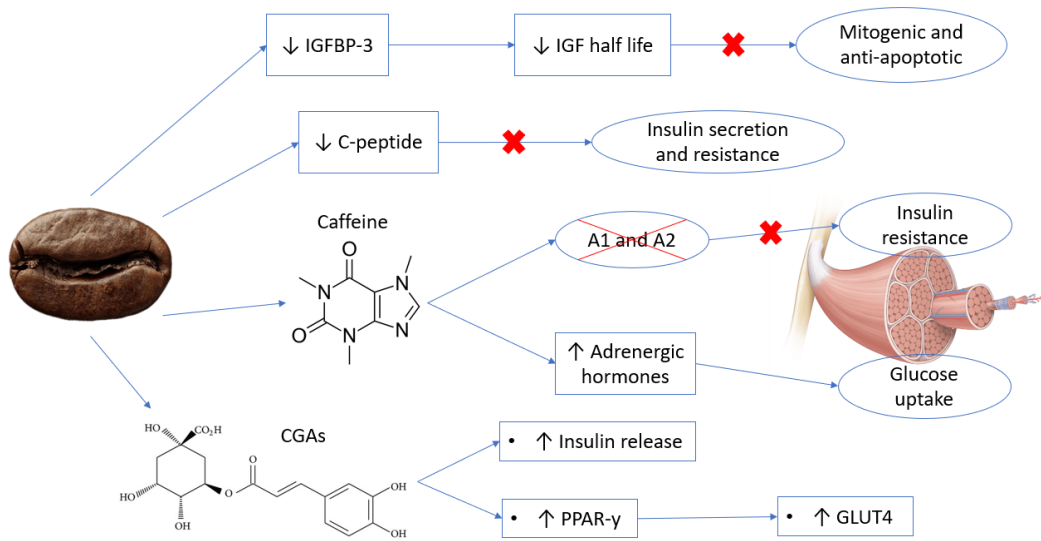 ↓ IGFBP-3
↓ IGF half life
Mitogenic and
anti-apoptotic
↓ C-peptide
Insulin secretion
and resistance
Caffeine
O
N
N
O
N
N
A1 and A2
Insulin
resistance
↑ Adrenergic
hormones
Glucose
uptake
CGAs
HO
CO₂H
HO
OH
O
O
OH
OH
• ↑ Insulin release
• ↑ PPAR-y
• ↑ GLUT4